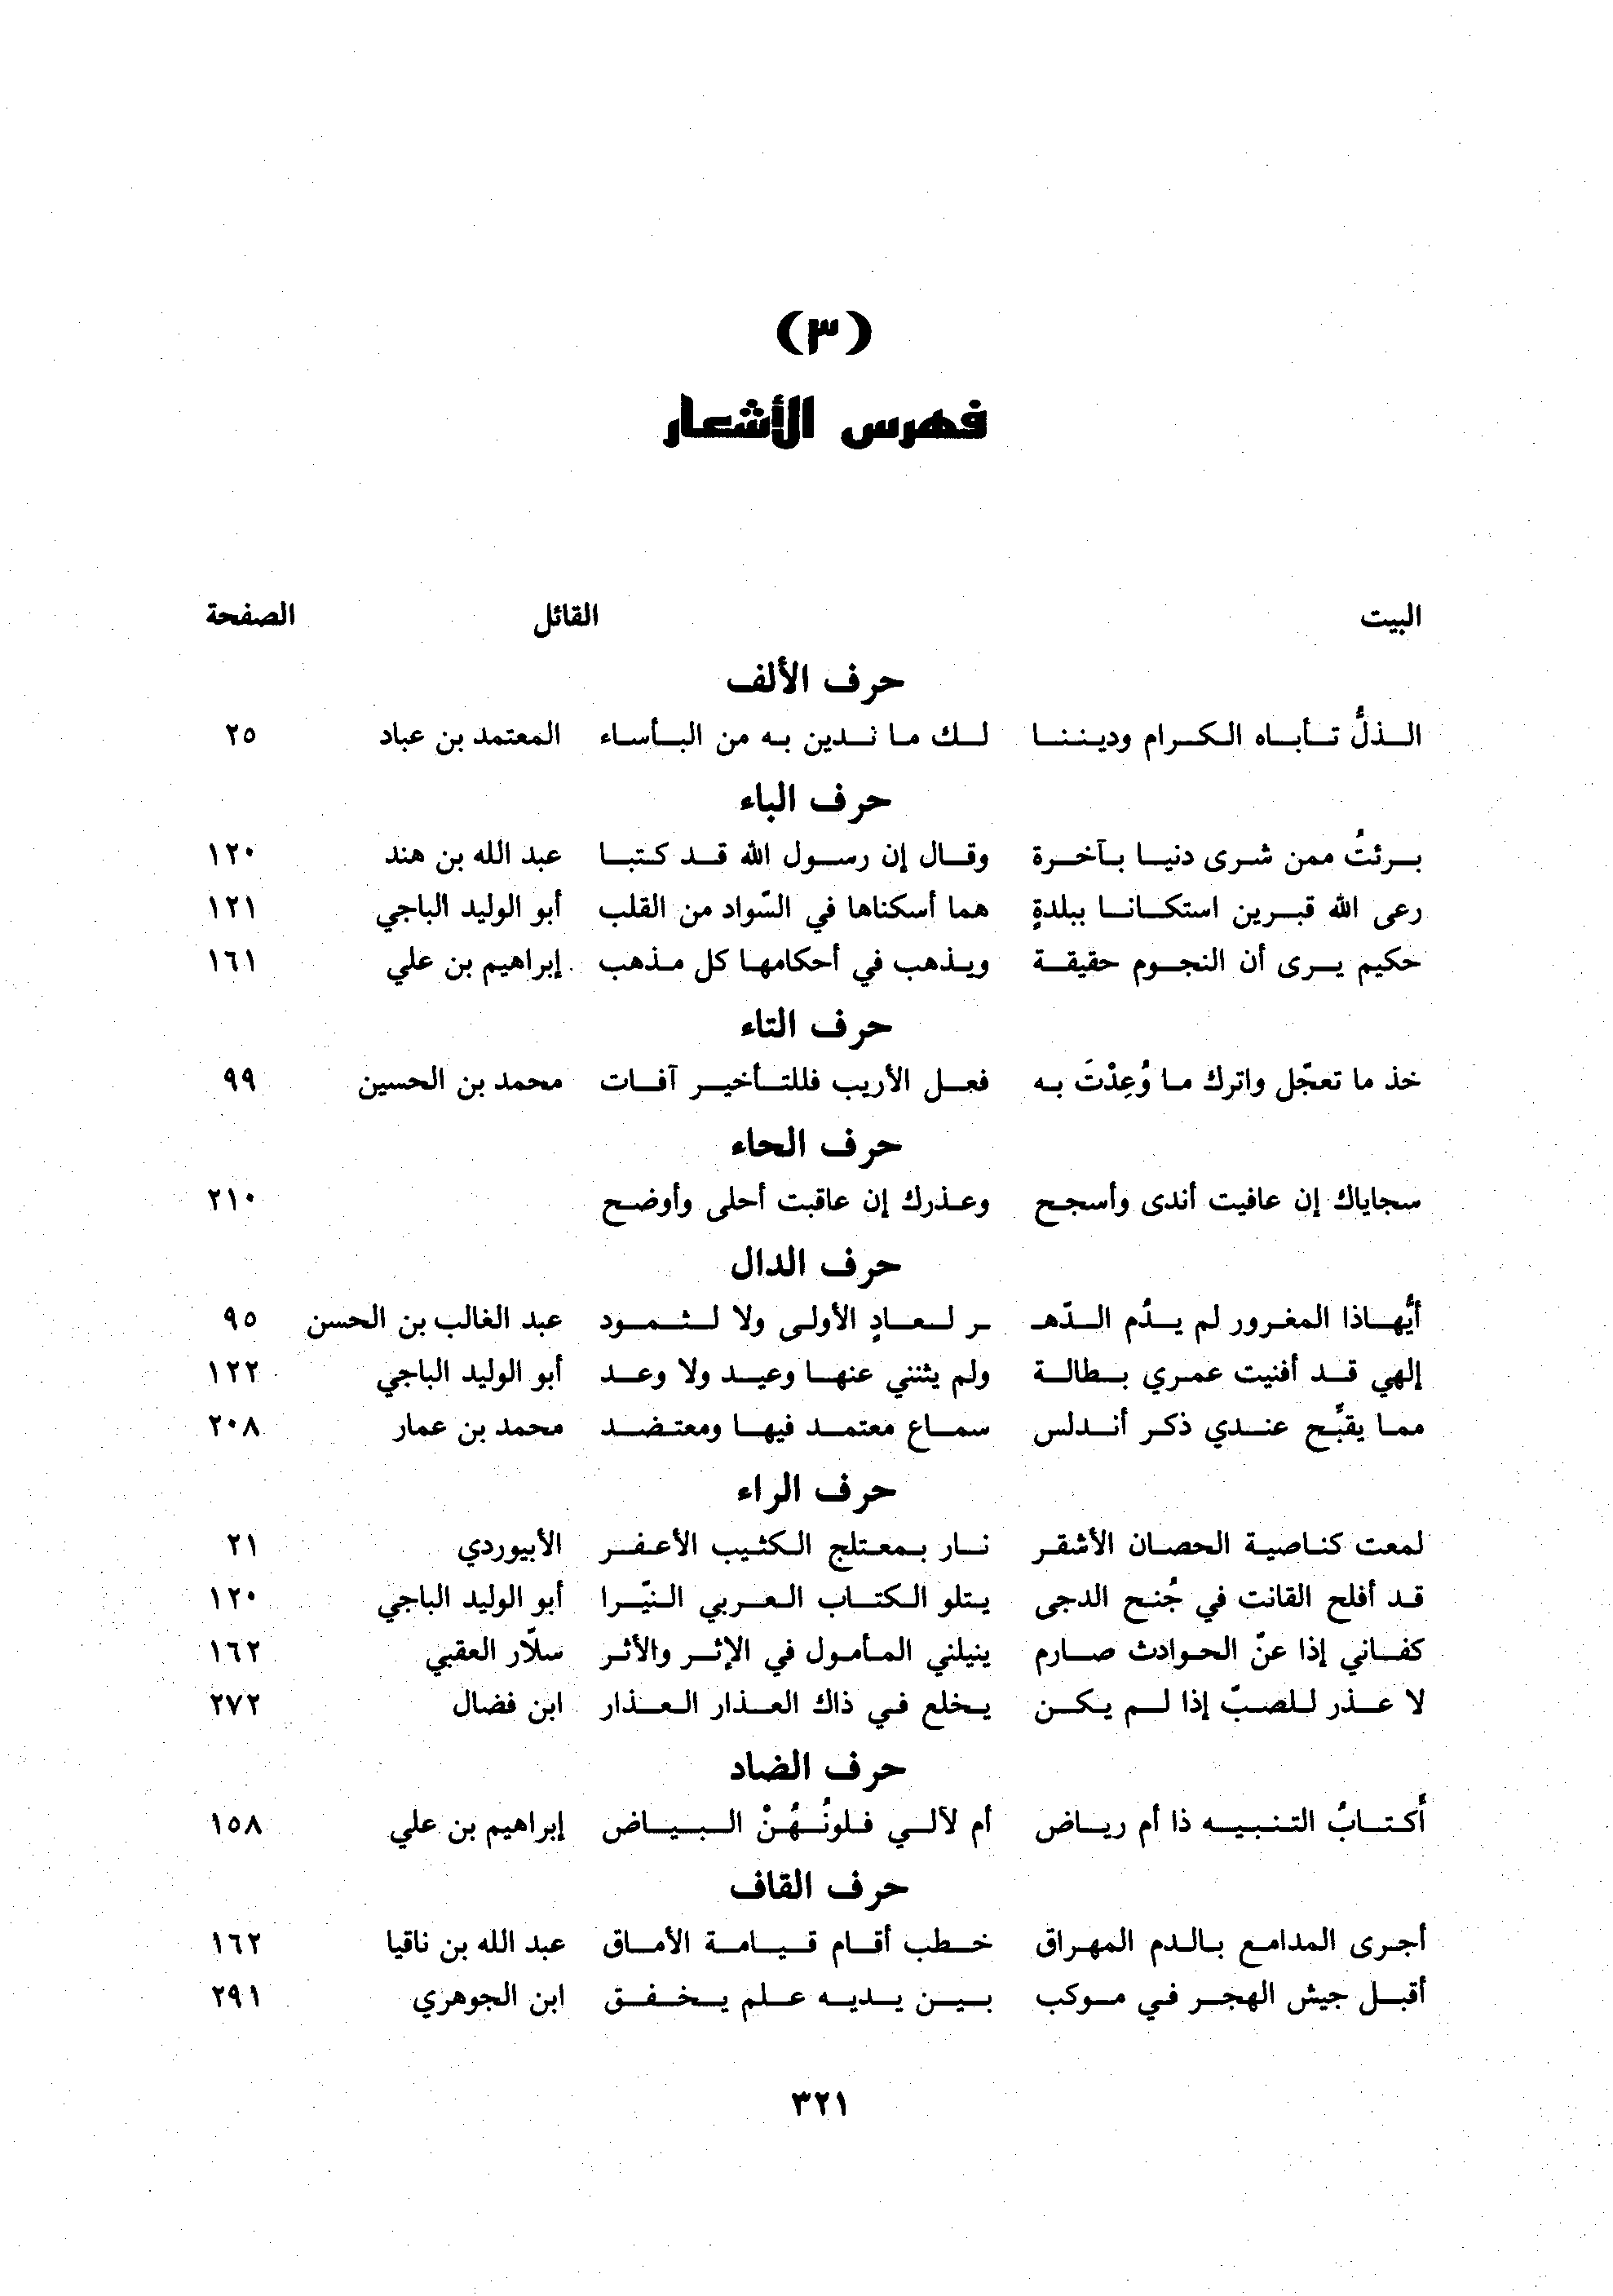 (٣)
فهرس الأشعار
البيت القائل الصفحة
حرف الألف
الذلُّ تأباه الكرام وديننا لك ما ندين به من البأساء المعتمد بن عباد ٢٥
حرف الباء
برئتُ ممن شرى دنيا بآخرة وقال إن رسول الله قد كتبا عبد الله بن هند ١٢٠
رعى الله قبرين استكانا ببلدةٍ هما أسكناها في السّواد من القلب أبو الوليد الباجي ١٢١
حكيم يرى أن النجوم حقيقة ويذهب في أحكامها كل مذهب إبراهيم بن علي ١٦١
حرف التاء
خذ ما تعجّل واترك ما وُعِدْتَ به فعل الأريب فللتأخير آفات محمد بن الحسين ٩٩
حرف الحاء
سجاياك إن عافيت أندى وأسجح وعذرك إن عاقبت أحلى وأوضح ٢١٠
حرف الدال
أيُّهاذا المغرور لم يدُم الدّهـ ـر لعادٍ الأولى ولا لثمود عبد الغالب بن الحسن ٩٥
إلهي قد أفنيت عمري بطالة ولم يثنني عنها وعيد ولا وعد أبو الوليد الباجي ١٢٢
مما يقبِّح عندي ذكر أندلس سماع معتمد فيها ومعتضد محمد بن عمار ٢٠٨
حرف الراء
لمعت كناصية الحصان الأشقر نار بمعتلج الكثيب الأعفر الأبيوردي ٢١
قد أفلح القانت في جُنح الدجى يتلو الكتاب العربي النيّرا أبو الوليد الباجي ١٢٠
كفاني إذا عنّ الحوادث صارم ينيلني المأمول في الإثر والأثر سلّار العقبي ١٦٢
لا عذر للصبّ إذا لم يكن يخلع في ذاك العذار العذار ابن فضال ٢٧٢
حرف الضاد
أَكتابُ التنبيه ذا أم رياض أم لآلي فلونُهُنْ البياض إبراهيم بن علي ١٥٨
حرف القاف
أجرى المدامع بالدم المهراق خطب أقام قيامة الأماق عبد الله بن ناقيا ١٦٢
أقبل جيش الهجر في موكب بين يديه علم يخفق ابن الجوهري ٢٩١
٣٢١